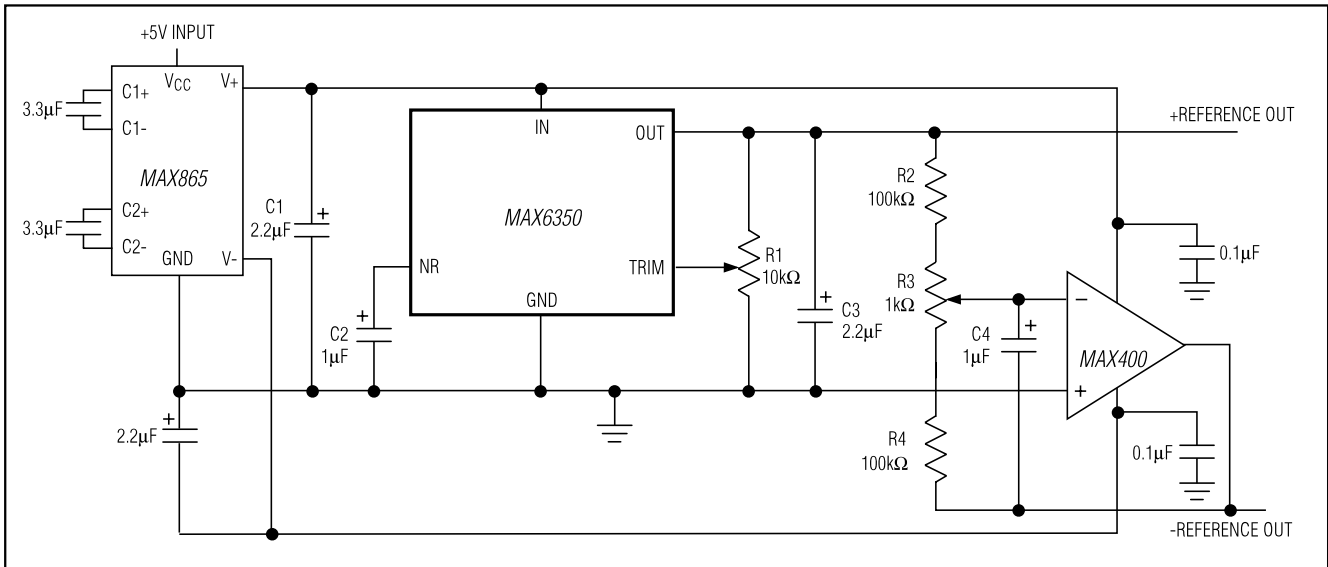 +5V INPUT
VCC
V+
C1+
3.3µF
C1-
IN
OUT
+REFERENCE OUT
MAX865
R2
100kΩ
C2+
3.3µF
C2-
C1
2.2µF
MAX6350
GND
V-
NR
TRIM
R1
10kΩ
0.1µF
R3
1kΩ
GND
C3
2.2µF
C2
1µF
C4
1µF
MAX400
2.2µF
R4
100kΩ
0.1µF
-REFERENCE OUT
+
+
+
+
+
-
+